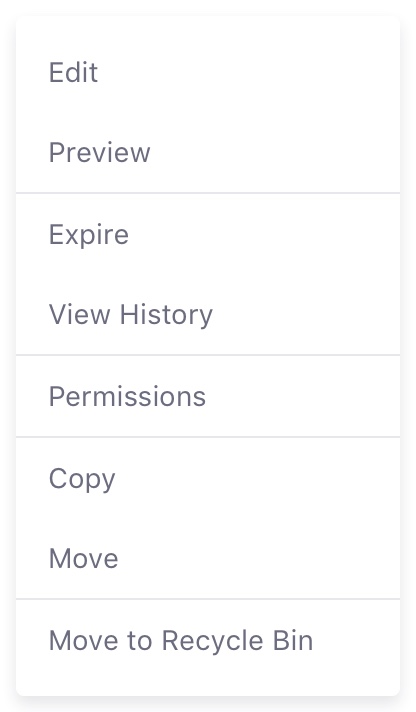 Edit
Preview
Expire
View History
Permissions
Copy
Move
Move to Recycle Bin